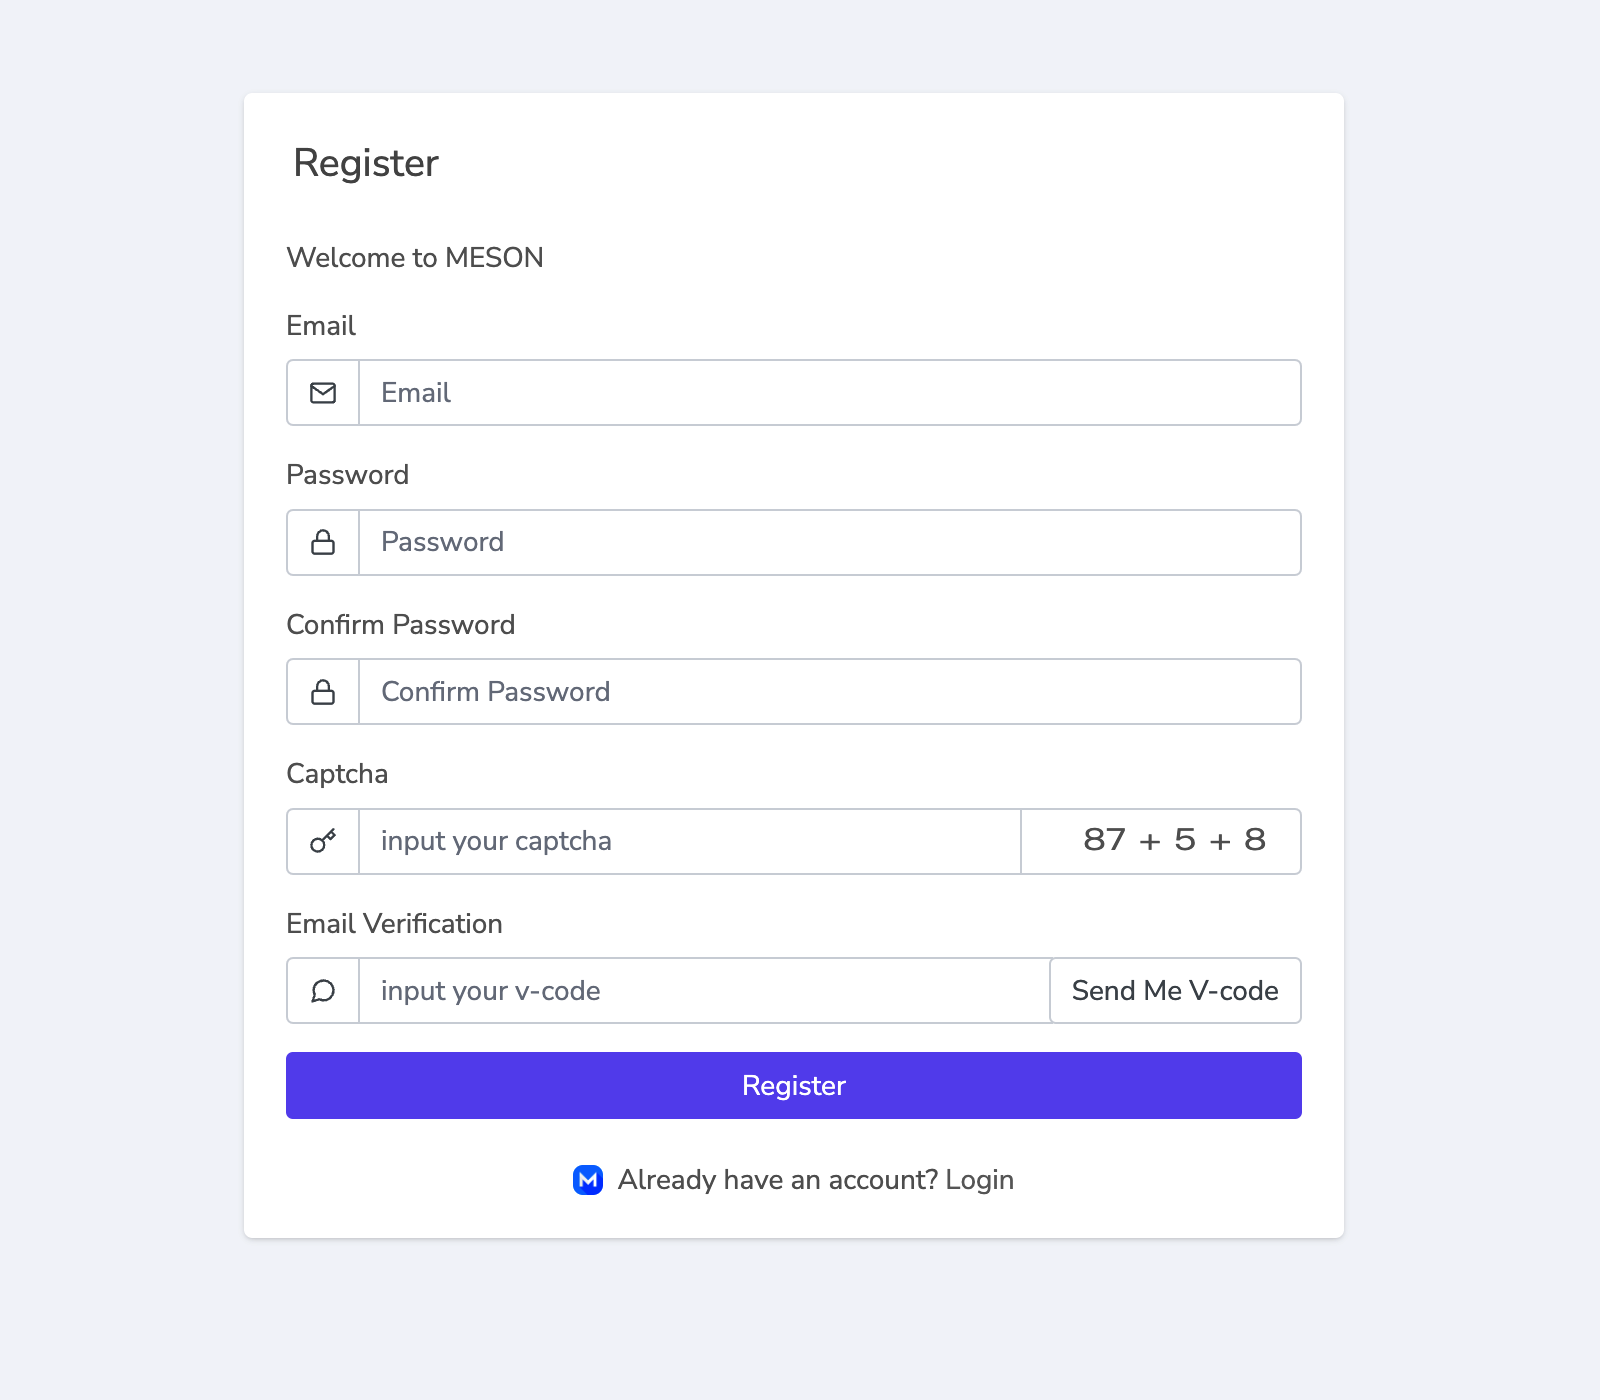 Register
Welcome to MESON
Email
Email
Password
Password
Confirm Password
Confirm Password
Captcha
input your captcha 87 + 5 + 8
Email Verification
input your v-code Send Me V-code
Register
M Already have an account? Login